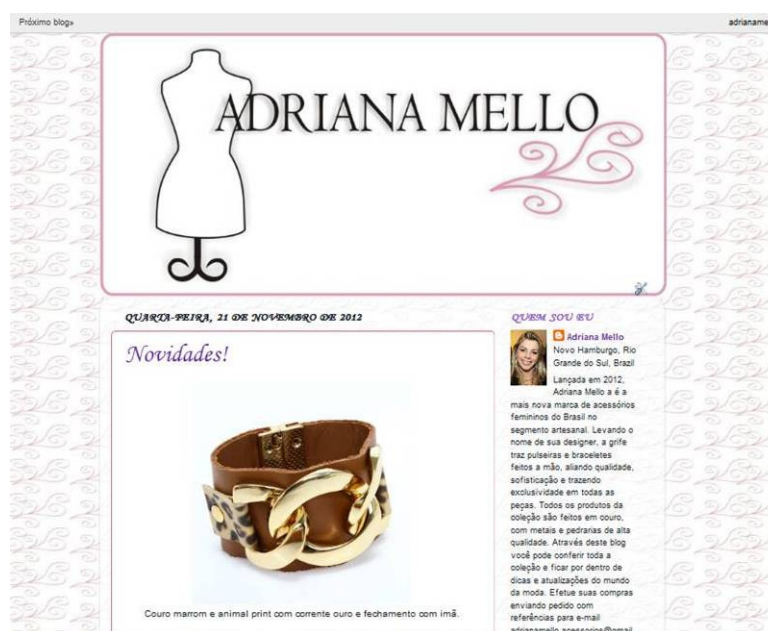 Próximo blog»
adrianame
ADRIANA MELLO
QUARTA-FEIRA, 21 DE NOVEMBRO DE 2012
Novidades!
Couro marrom e animal print com corrente ouro e fechamento com imã.
QUEM SOU EU
Adriana Mello
Novo Hamburgo, Rio
Grande do Sul, Brazil
Lançada em 2012,
Adriana Mello a é a
mais nova marca de acessórios
femininos do Brasil no
segmento artesanal. Levando o
nome de sua designer, a grife
traz pulseiras e braceletes
feitos a mão, aliando qualidade,
sofisticação e trazendo
exclusividade em todas as
peças. Todos os produtos da
coleção são feitos em couro,
com metais e pedrarias de alta
qualidade. Através deste blog
você pode conferir toda a
coleção e ficar por dentro de
dicas e atualizações do mundo
da moda. Efetue suas compras
enviando pedido com
referências para e-mail
adrianamello.acessorios@gmail